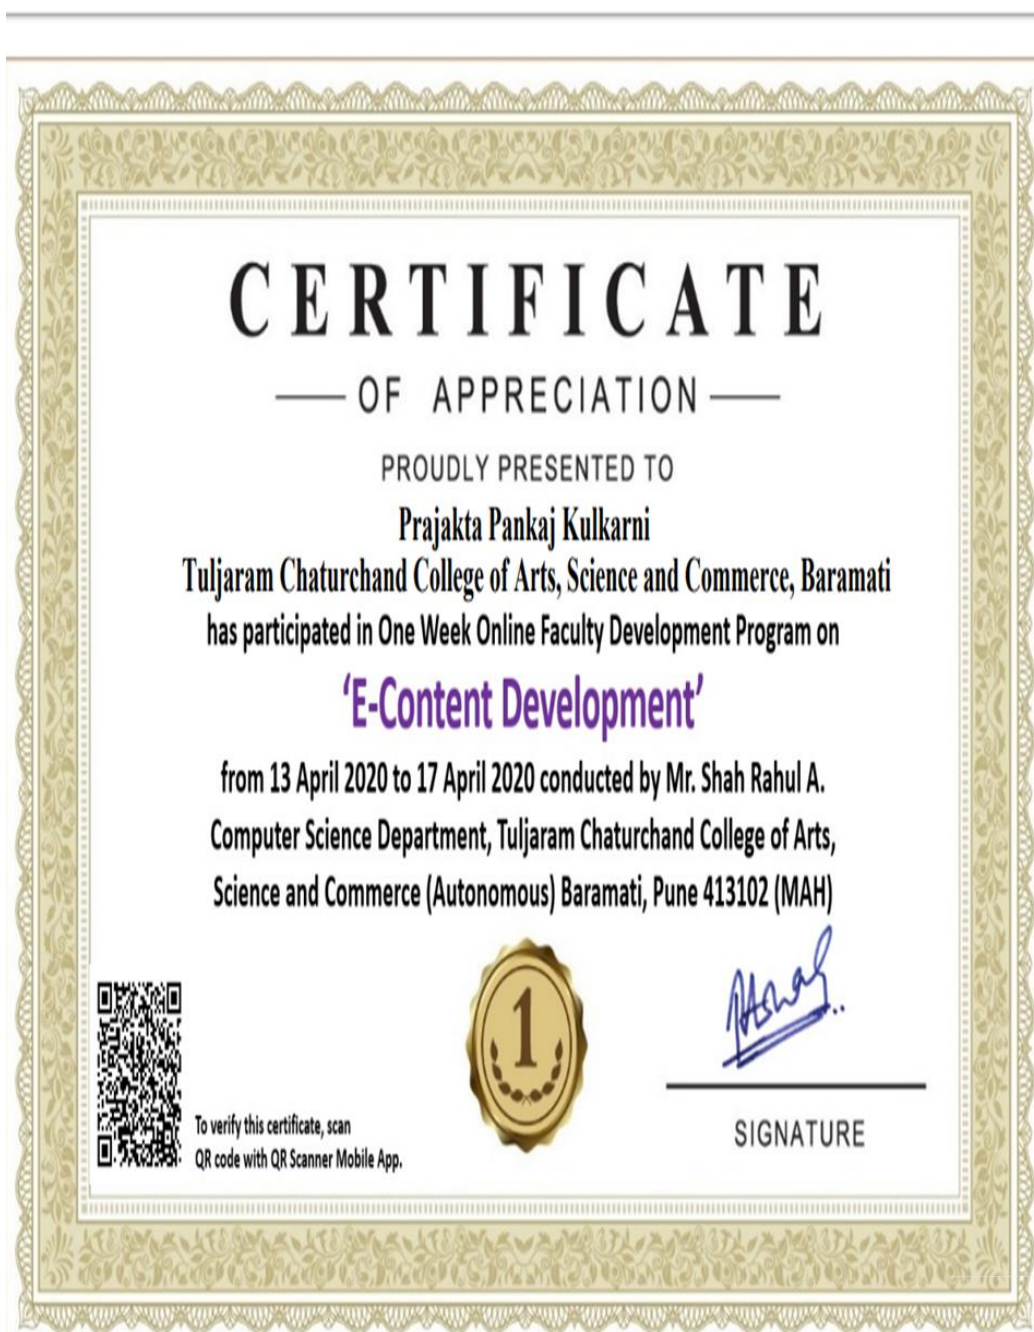 CERTIFICATE
OF APPRECIATION
PROUDLY PRESENTED TO
Prajakta Pankaj Kulkarni
Tuljaram Chaturchand College of Arts, Science and Commerce, Baramati
has participated in One Week Online Faculty Development Program on
‘E-Content Development’
from 13 April 2020 to 17 April 2020 conducted by Mr. Shah Rahul A.
Computer Science Department, Tuljaram Chaturchand College of Arts,
Science and Commerce (Autonomous) Baramati, Pune 413102 (MAH)
1
To verify this certificate, scan
QR code with QR Scanner Mobile App.
SIGNATURE